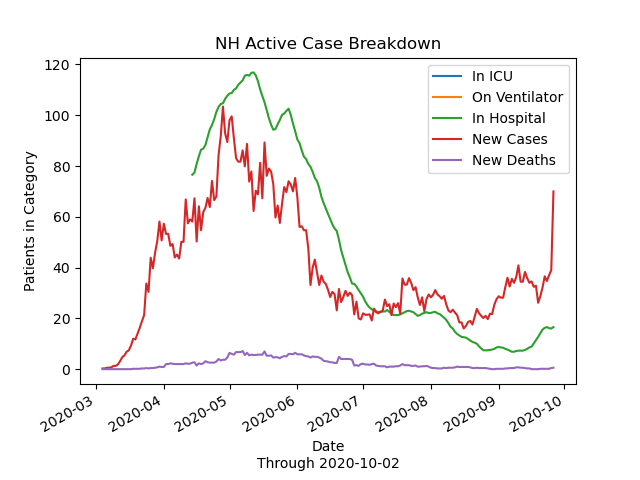 NH Active Case Breakdown
120
100
80
60
40
20
0
Patients in Category
In ICU
On Ventilator
In Hospital
New Cases
New Deaths
2020-03
2020-04
2020-05
2020-06
2020-07
2020-08
2020-09
2020-10
Date
Through 2020-10-02